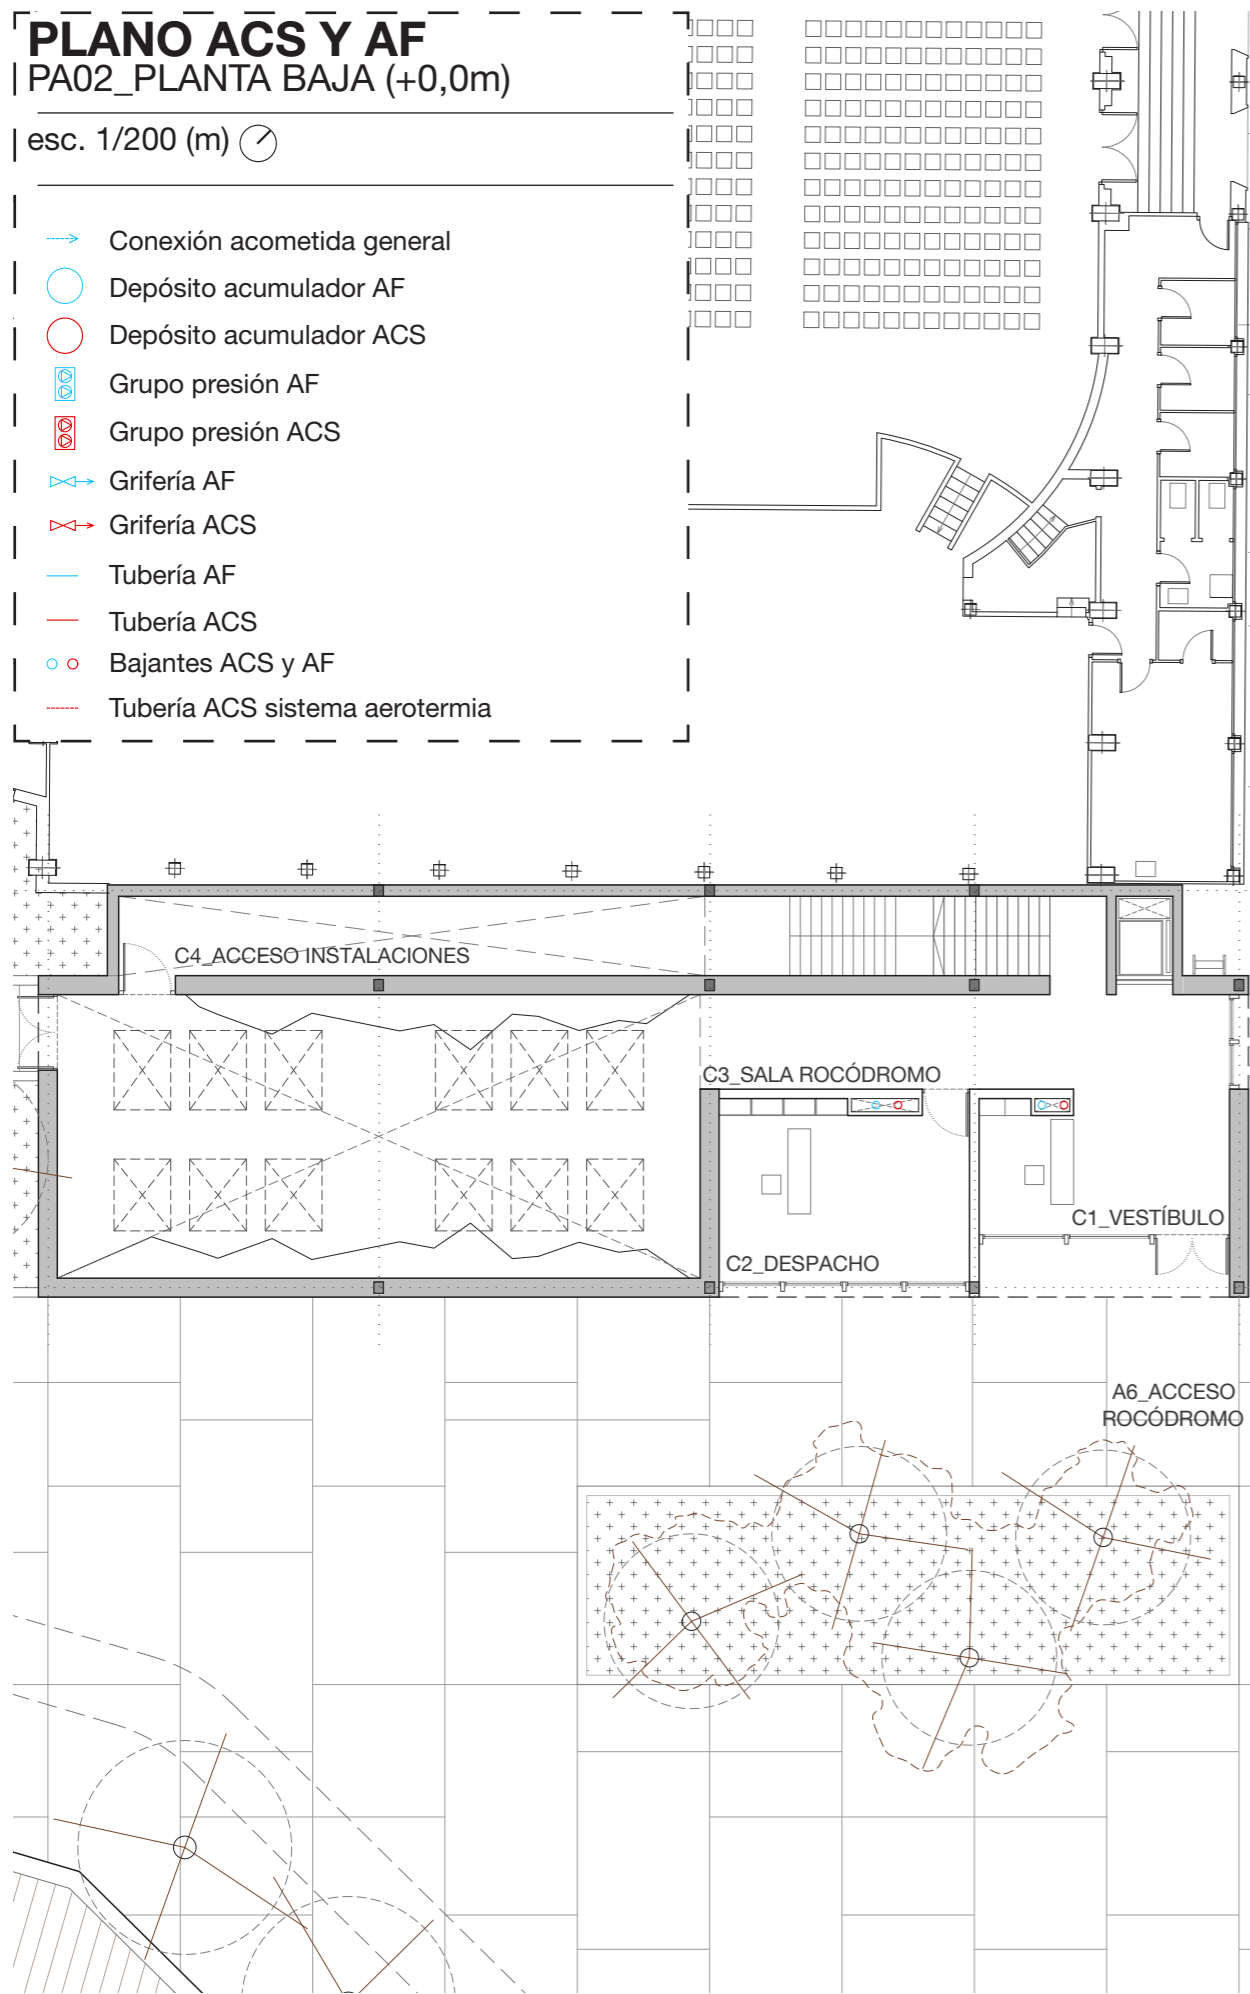 PLANO ACS Y AF
PA02_PLANTA BAJA (+0,0m)
esc. 1/200 (m)
Conexión acometida general
Depósito acumulador AF
Depósito acumulador ACS
Grupo presión AF
Grupo presión ACS
Grifería AF
Grifería ACS
Tubería AF
Tubería ACS
Bajantes ACS y AF
Tubería ACS sistema aerotermia
C4_ACCESO INSTALACIONES
C3_SALA ROCÓDROMO
C1_VESTÍBULO
C2_DESPACHO
A6_ACCESO
ROCÓDROMO